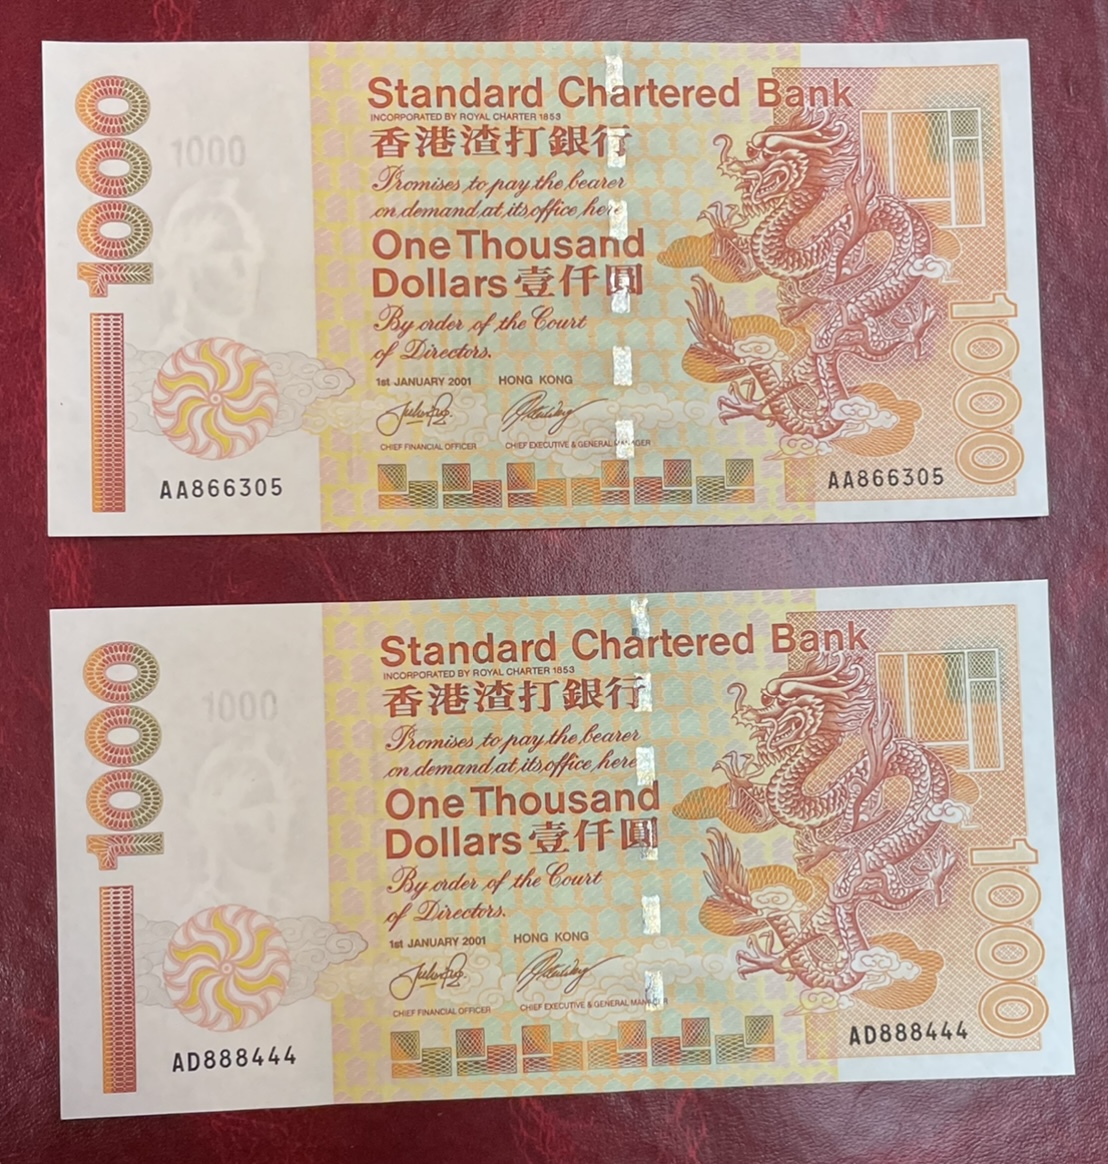 1000
1000
Standard Chartered Bank
INCORPORATED BY ROYAL CHARTER 1853
香港渣打銀行
Promises to pay the bearer
on demand at its office here
One Thousand
Dollars 壹仟圓
By order of the Court
of Directors.
1st JANUARY 2001 HONG KONG
CHIEF FINANCIAL OFFICER CHIEF EXECUTIVE & GENERAL MANAGER
AA866305
AA866305
1000
1000
1000
Standard Chartered Bank
INCORPORATED BY ROYAL CHARTER 1853
香港渣打銀行
Promises to pay the bearer
on demand at its office here
One Thousand
Dollars 壹仟圓
By order of the Court
of Directors.
1st JANUARY 2001 HONG KONG
CHIEF FINANCIAL OFFICER CHIEF EXECUTIVE & GENERAL MANAGER
AD888444
AD888444
1000